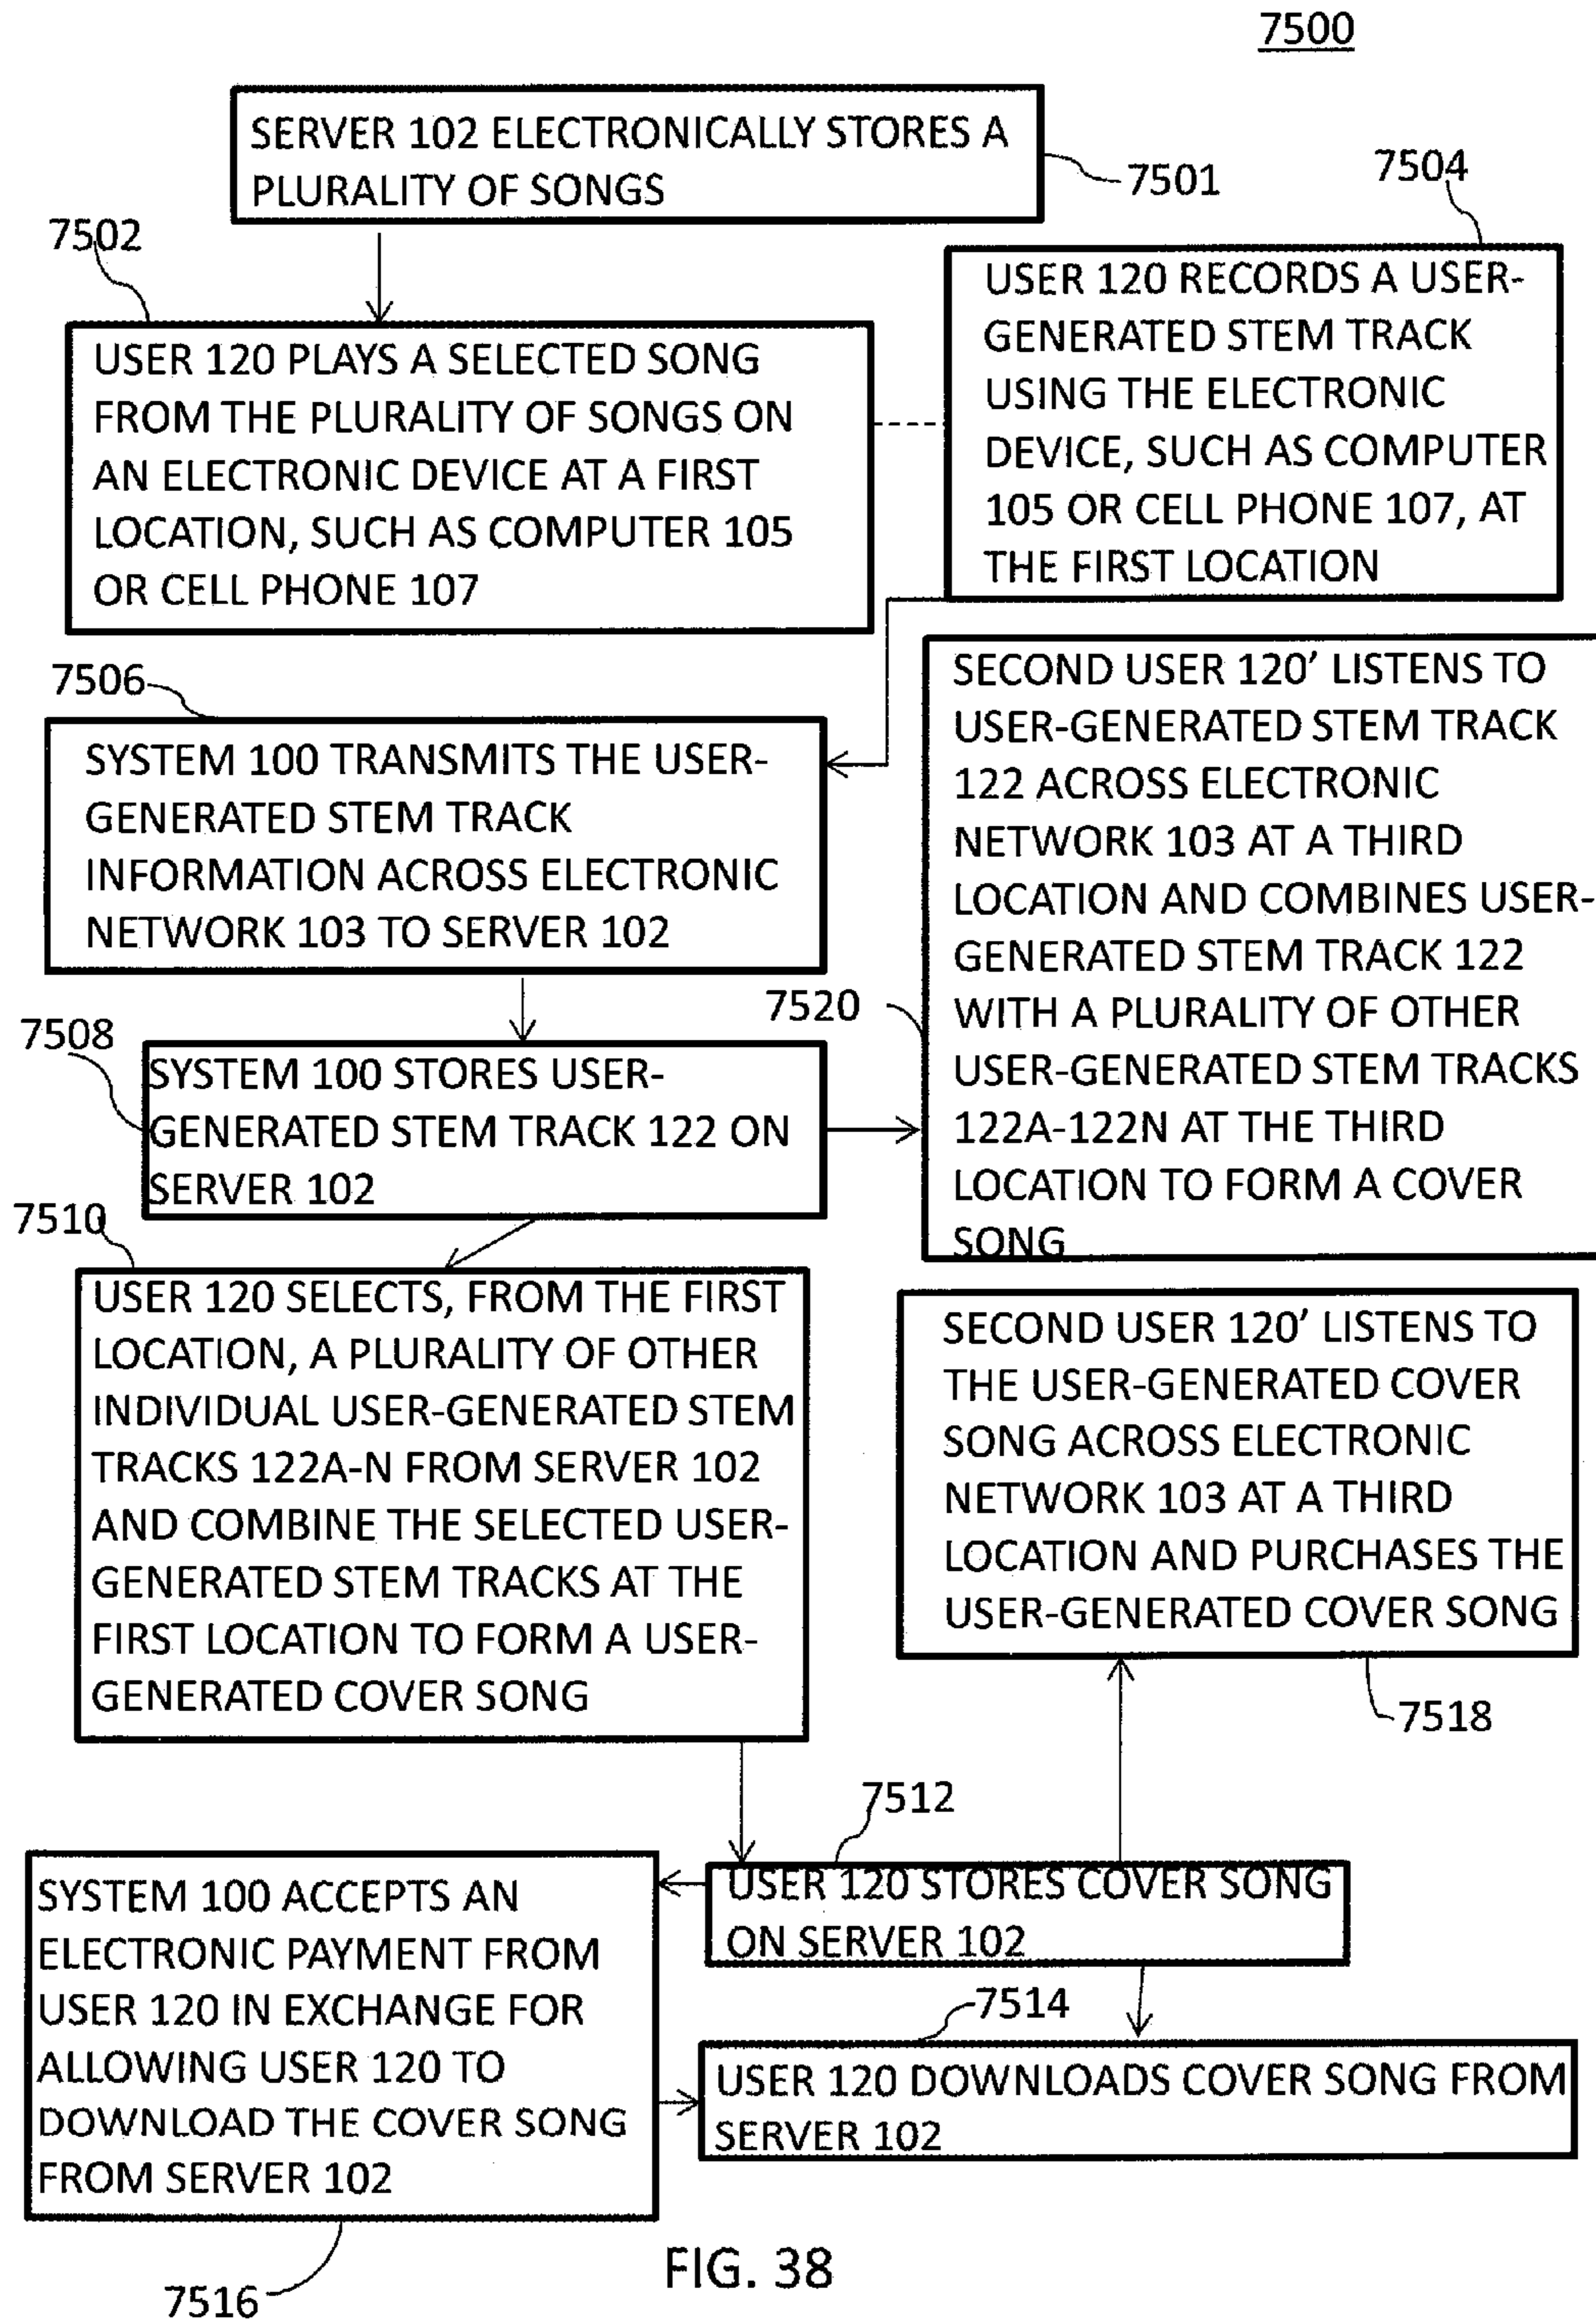 7500
SERVER 102 ELECTRONICALLY STORES A
PLURALITY OF SONGS
7501
7504
7502
USER 120 PLAYS A SELECTED SONG
FROM THE PLURALITY OF SONGS ON
AN ELECTRONIC DEVICE AT A FIRST
LOCATION, SUCH AS COMPUTER 105
OR CELL PHONE 107
USER 120 RECORDS A USER-
GENERATED STEM TRACK
USING THE ELECTRONIC
DEVICE, SUCH AS COMPUTER
105 OR CELL PHONE 107, AT
THE FIRST LOCATION
7506
SYSTEM 100 TRANSMITS THE USER-
GENERATED STEM TRACK
INFORMATION ACROSS ELECTRONIC
NETWORK 103 TO SERVER 102
SECOND USER 120’ LISTENS TO
USER-GENERATED STEM TRACK
122 ACROSS ELECTRONIC
NETWORK 103 AT A THIRD
LOCATION AND COMBINES USER-
GENERATED STEM TRACK 122
WITH A PLURALITY OF OTHER
USER-GENERATED STEM TRACKS
122A-122N AT THE THIRD
LOCATION TO FORM A COVER
SONG
7520
7508
SYSTEM 100 STORES USER-
GENERATED STEM TRACK 122 ON
SERVER 102
7510
USER 120 SELECTS, FROM THE FIRST
LOCATION, A PLURALITY OF OTHER
INDIVIDUAL USER-GENERATED STEM
TRACKS 122A-N FROM SERVER 102
AND COMBINE THE SELECTED USER-
GENERATED STEM TRACKS AT THE
FIRST LOCATION TO FORM A USER-
GENERATED COVER SONG
SECOND USER 120’ LISTENS TO
THE USER-GENERATED COVER
SONG ACROSS ELECTRONIC
NETWORK 103 AT A THIRD
LOCATION AND PURCHASES THE
USER-GENERATED COVER SONG
7518
7512
USER 120 STORES COVER SONG
ON SERVER 102
SYSTEM 100 ACCEPTS AN
ELECTRONIC PAYMENT FROM
USER 120 IN EXCHANGE FOR
ALLOWING USER 120 TO
DOWNLOAD THE COVER SONG
FROM SERVER 102
7514
USER 120 DOWNLOADS COVER SONG FROM
SERVER 102
7516
FIG. 38